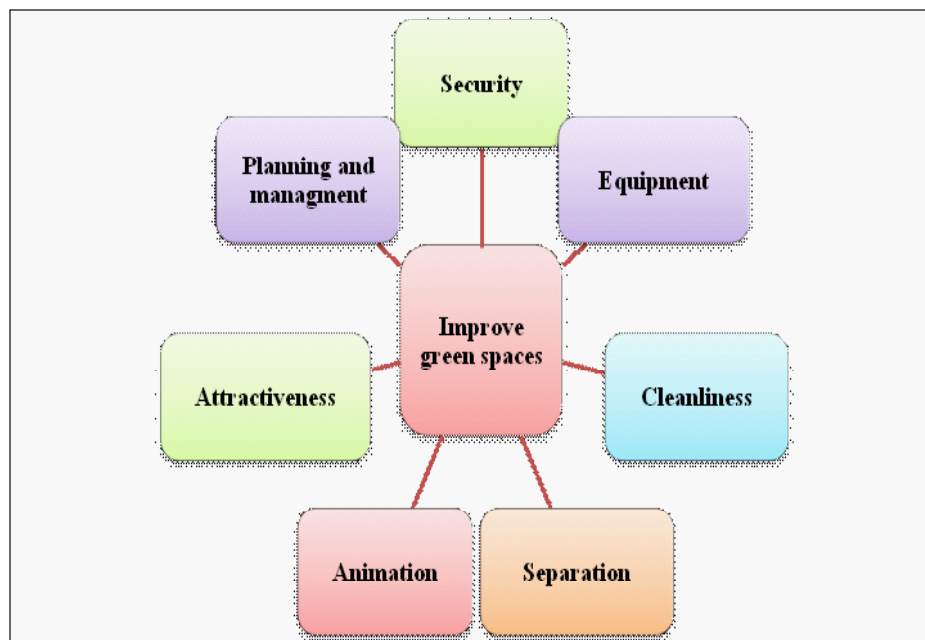 Security
Planning and
managment
Equipment
Improve
green spaces
Attractiveness
Cleanliness
Animation
Separation